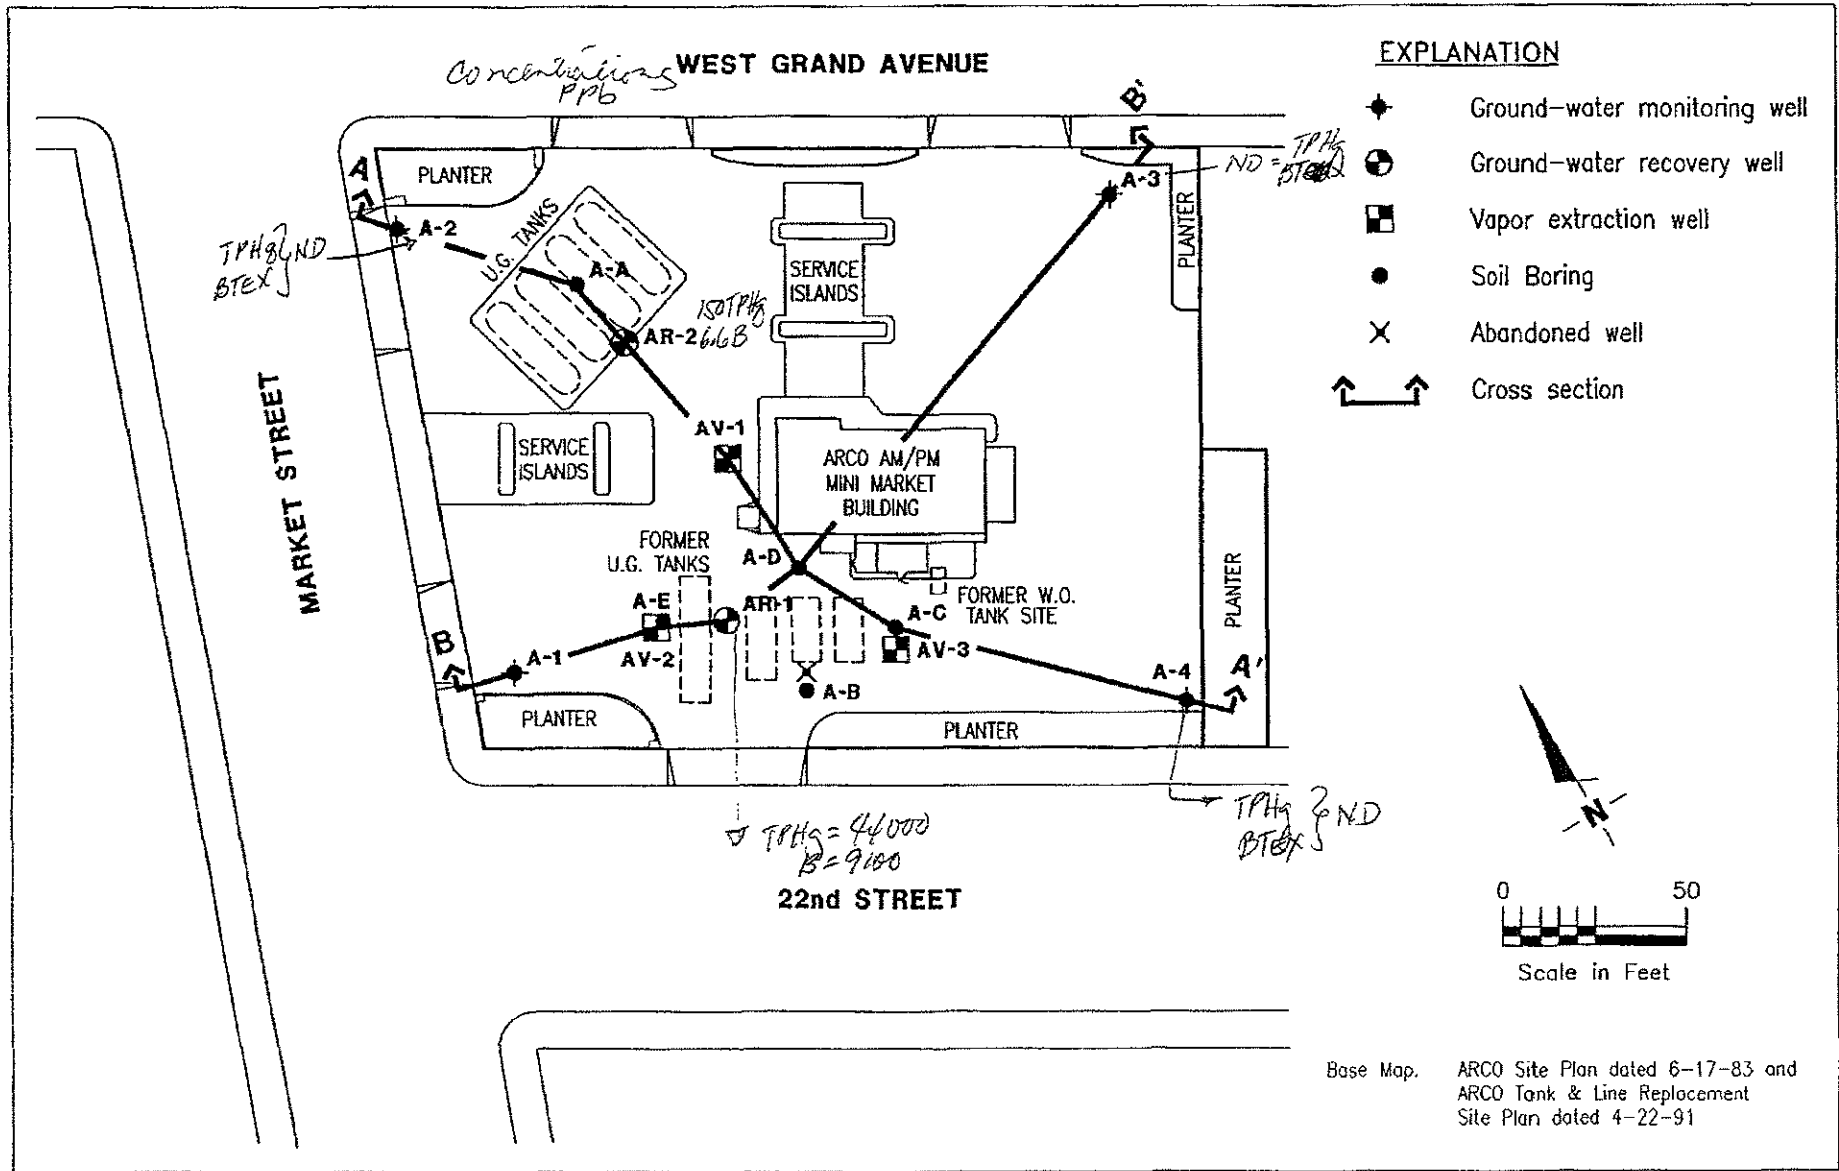 Concentrations
ppb
WEST GRAND AVENUE
EXPLANATION
Ground-water monitoring well
Ground-water recovery well
Vapor extraction well
Soil Boring
Abandoned well
Cross section
B'
A
PLANTER
A-3
ND = TPHg
BTEX
PLANTER
A-2
TPHg } ND
BTEX
U.G. TANKS
A-A
SERVICE
ISLANDS
150 TPHg
6.6 B
AR-2
AV-1
SERVICE
ISLANDS
ARCO AM/PM
MINI MARKET
BUILDING
MARKET STREET
FORMER
U.G. TANKS
A-D
A-E
AR-1
A-C
FORMER W.O.
TANK SITE
PLANTER
B
A-1
AV-2
AV-3
A-B
A-4
A'
PLANTER
PLANTER
TPHg = 44000
B = 9100
TPHg } ND
BTEX
22nd STREET
N
0 50
Scale in Feet
Base Map. ARCO Site Plan dated 6-17-83 and
ARCO Tank & Line Replacement
Site Plan dated 4-22-91